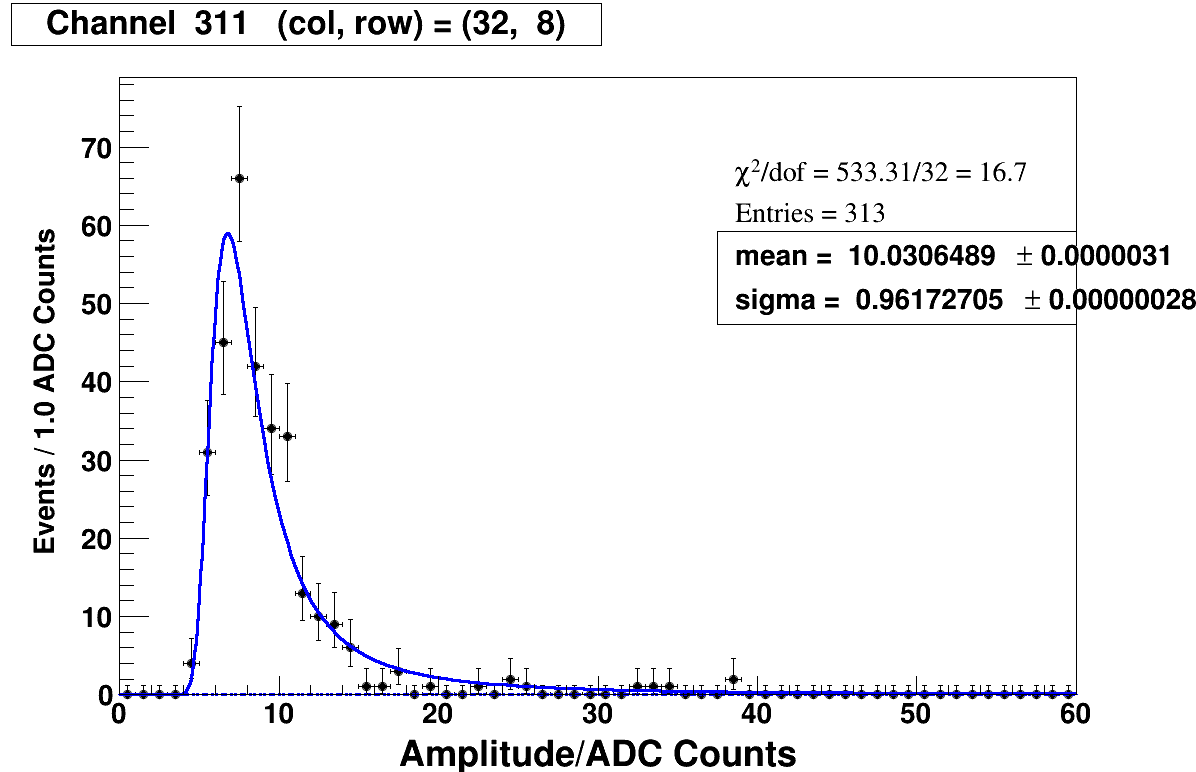 Channel 311 (col, row) = (32, 8)
χ²/dof = 533.31/32 = 16.7
Entries = 313
mean = 10.0306489 ± 0.0000031
sigma = 0.96172705 ± 0.00000028
Events / 1.0 ADC Counts
70
60
50
40
30
20
10
0
0 10 20 30 40 50 60
Amplitude/ADC Counts